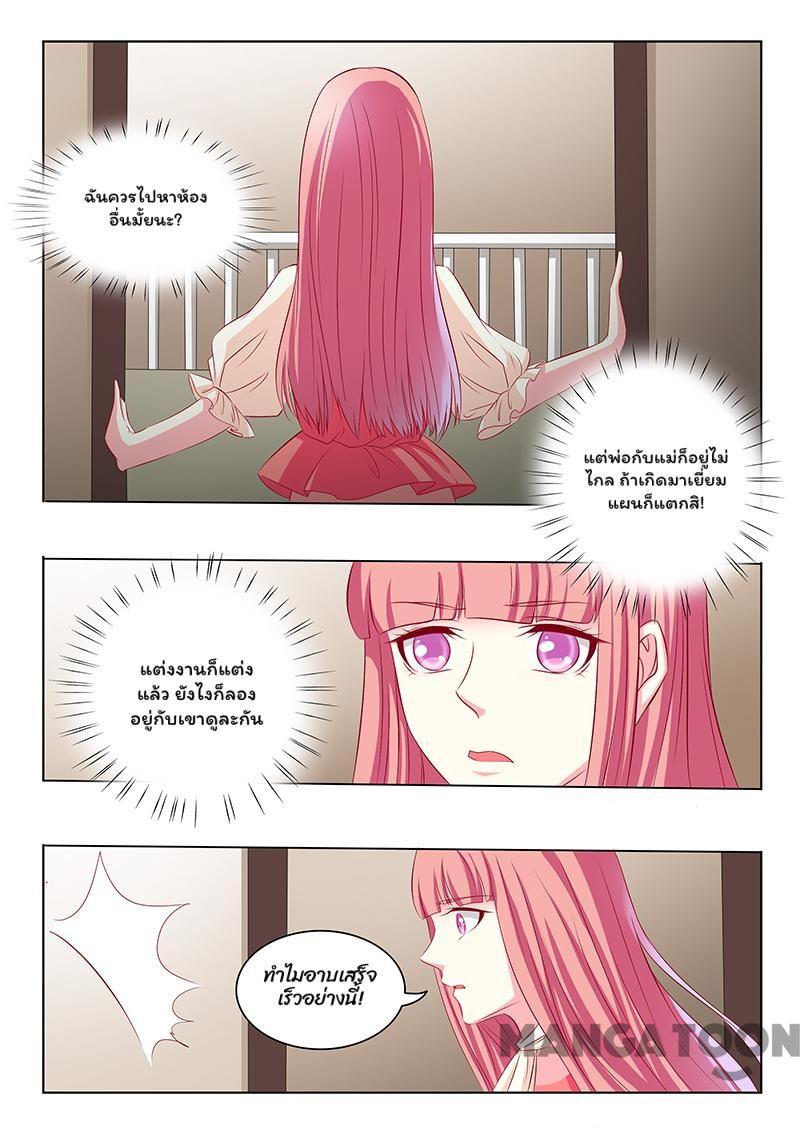 ฉันควรไปหาห้อง
อื่นมั้ยนะ?
แต่พ่อกับแม่ก็อยู่ไม่
ไกล ถ้าเกิดมาเยี่ยม
แผนก็แตกสิ!
แต่งงานก็แต่ง
แล้ว ยังไงก็ลอง
อยู่กับเขาดูละกัน
ทำไมอาบเสร็จ
เร็วอย่างนี้!
MANGA TOON